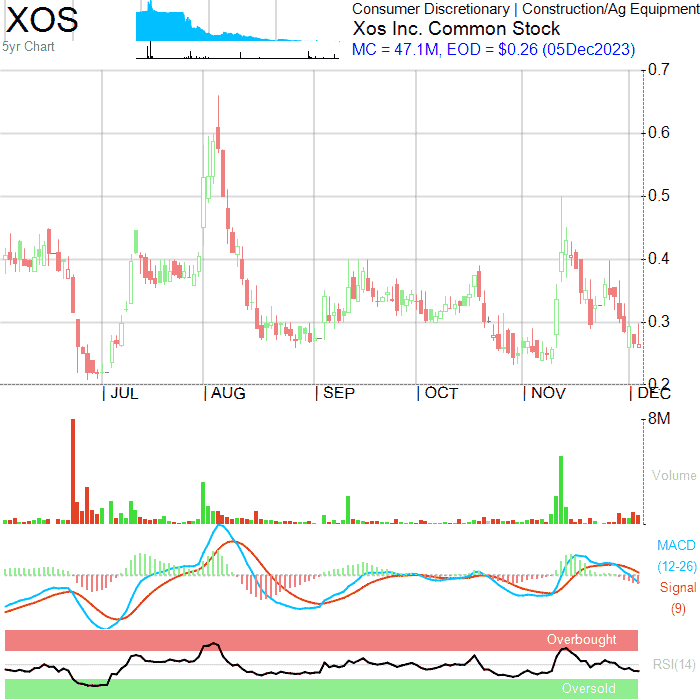 XOS
5yr Chart
Consumer Discretionary | Construction/Ag Equipment
Xos Inc. Common Stock
MC = 47.1M, EOD = $0.26 (05Dec2023)
0.7
0.6
0.5
0.4
0.3
0.2
| JUL | AUG | SEP | OCT | NOV | DEC
8M
Volume
MACD
(12-26)
Signal
(9)
Overbought
RSI(14)
Oversold